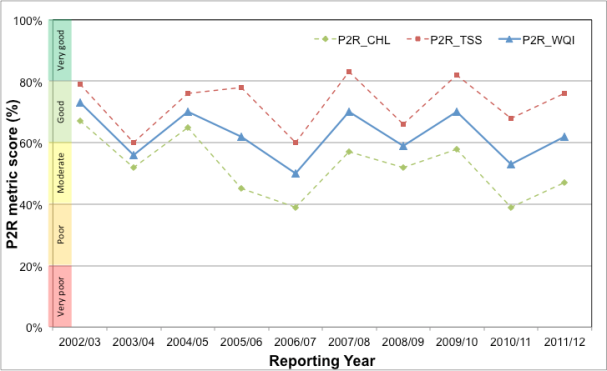 100%
80%
60%
40%
20%
0%
P2R metric score (%)
Very good
Good
Moderate
Poor
Very poor
P2R_CHL P2R_TSS P2R_WQI
2002/03 2003/04 2004/05 2005/06 2006/07 2007/08 2008/09 2009/10 2010/11 2011/12
Reporting Year